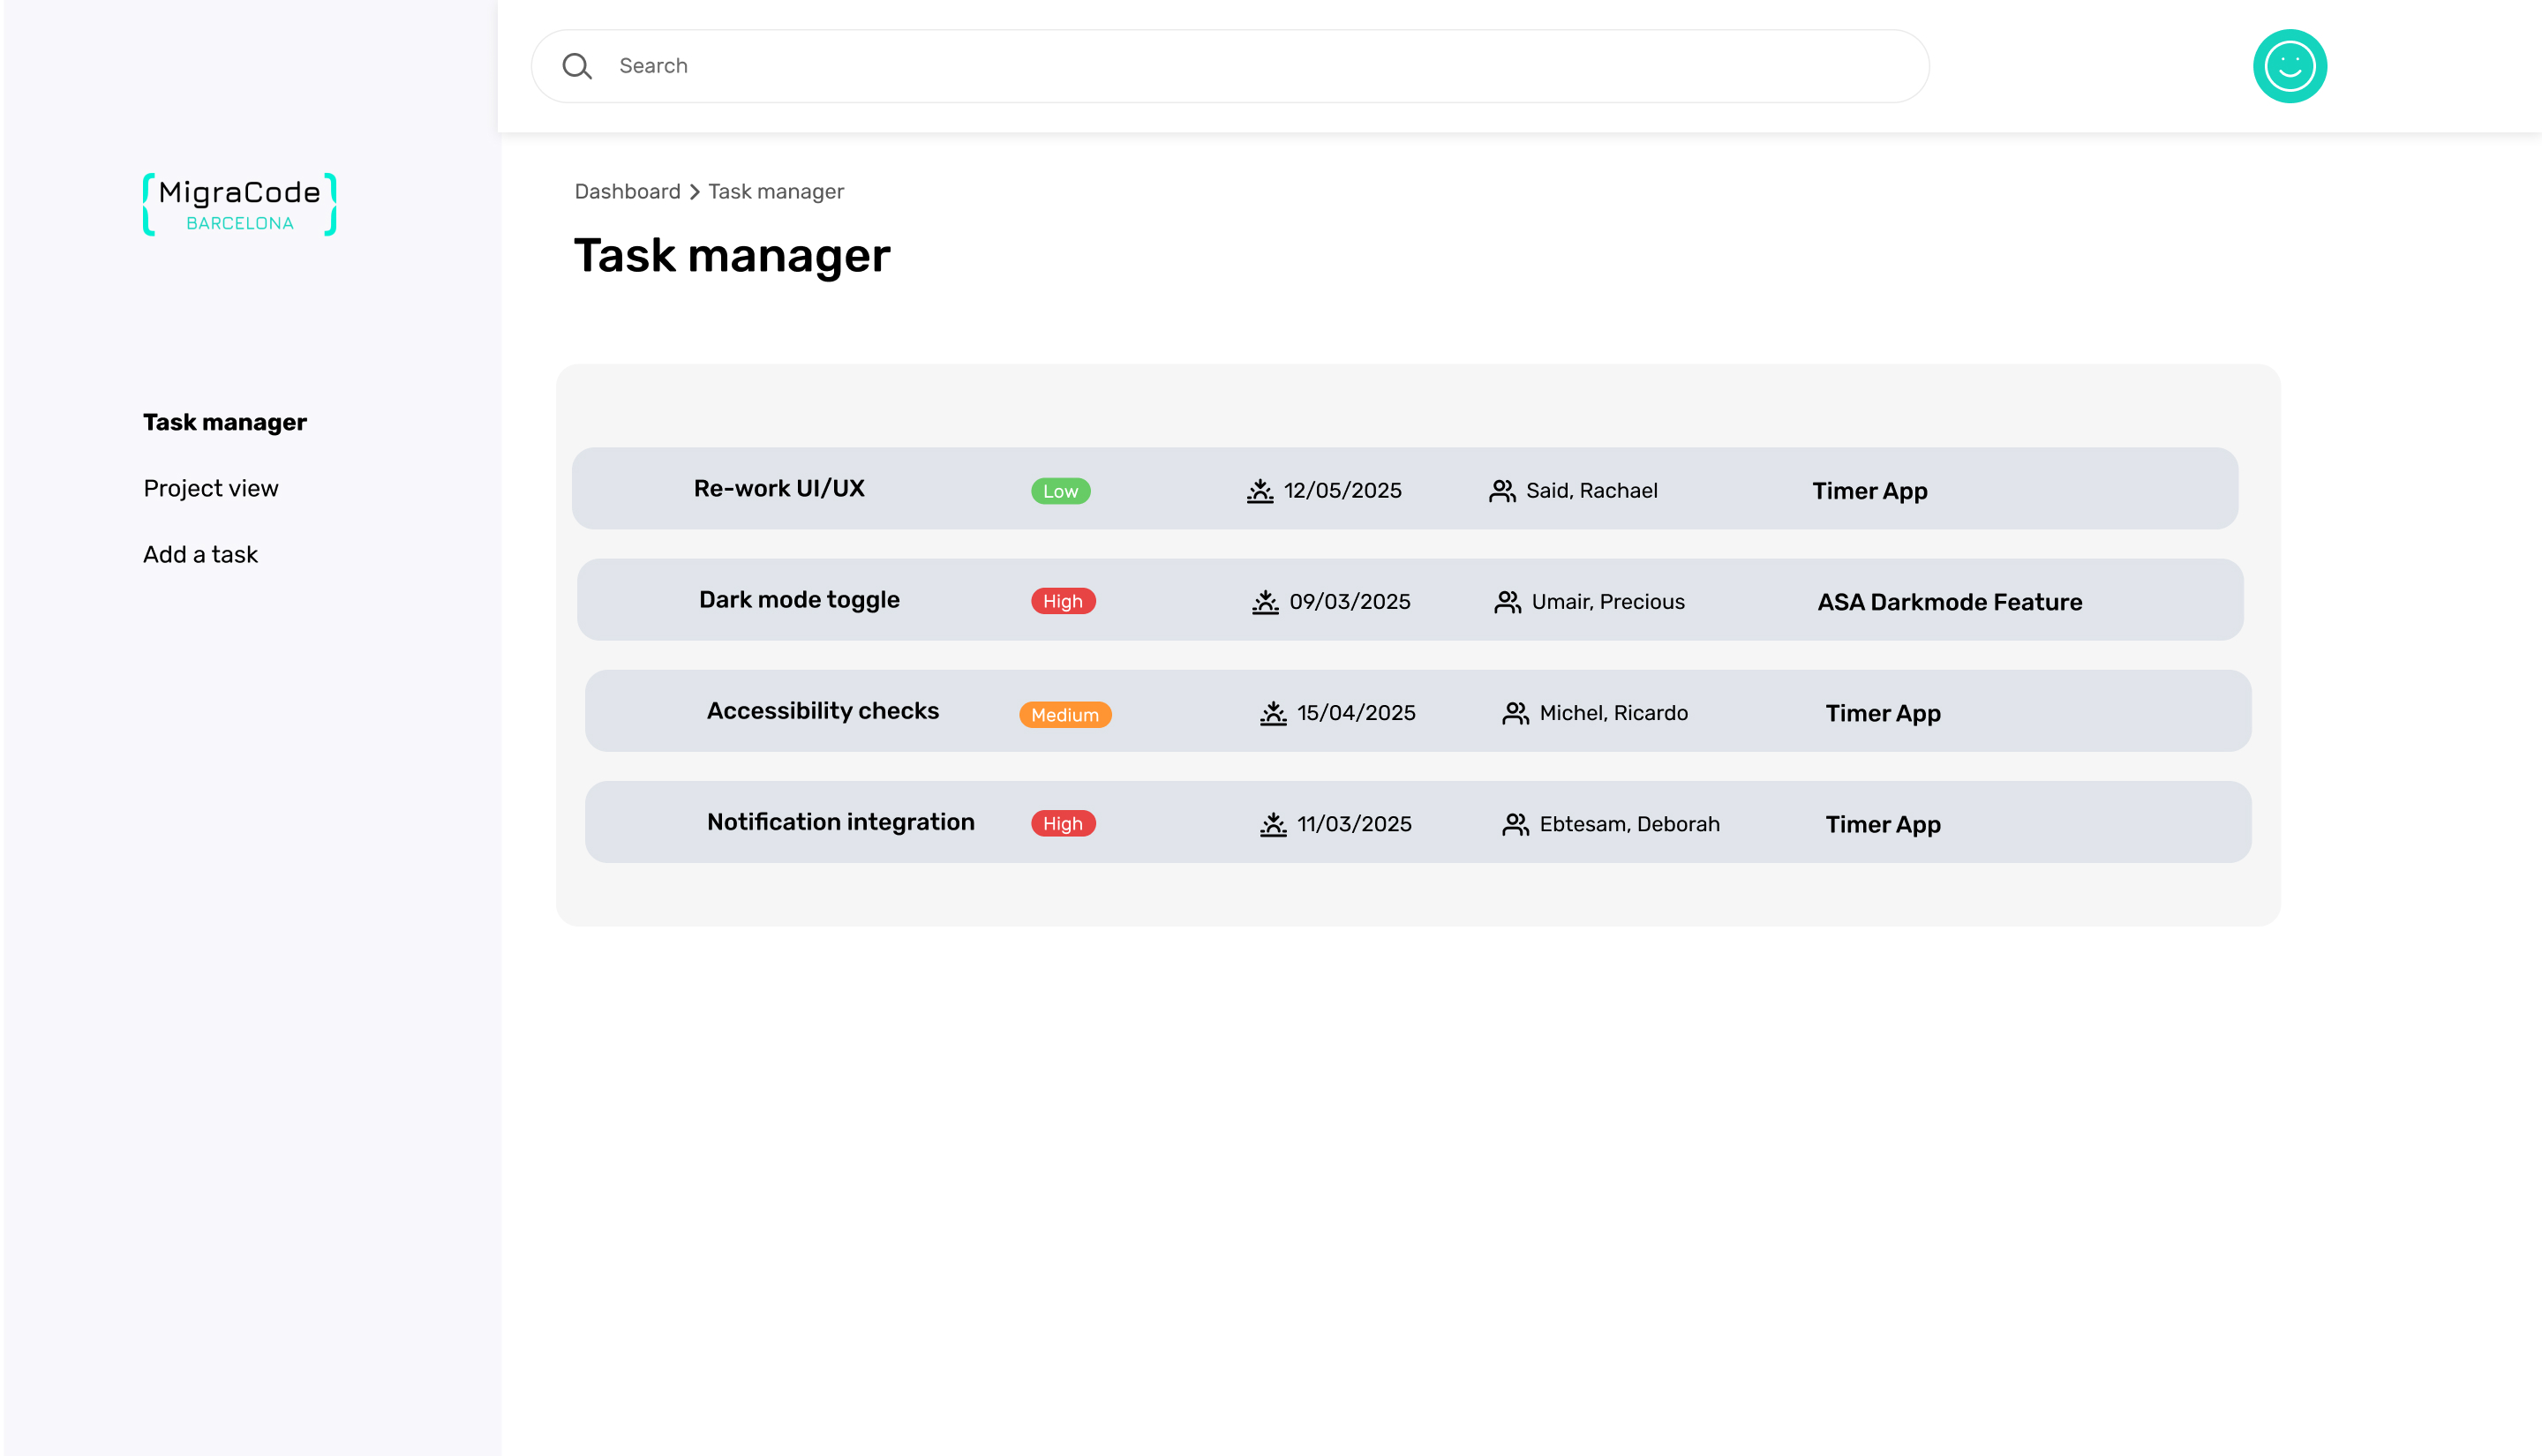 Search
MigraCode
BARCELONA
Dashboard > Task manager
Task manager
Task manager
Project view
Add a task
Re-work UI/UX Low 12/05/2025 Said, Rachael Timer App
Dark mode toggle High 09/03/2025 Umair, Precious ASA Darkmode Feature
Accessibility checks Medium 15/04/2025 Michel, Ricardo Timer App
Notification integration High 11/03/2025 Ebtesam, Deborah Timer App